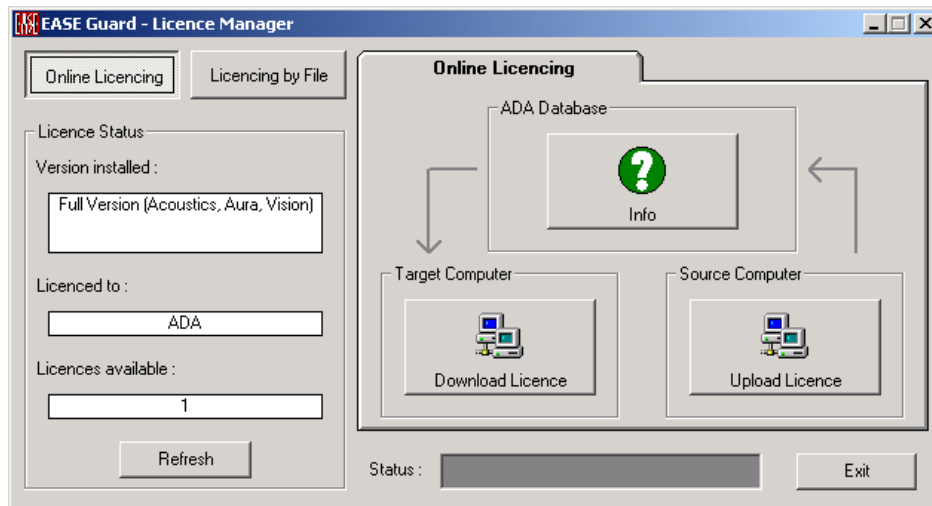 EASE Guard - Licence Manager
Online Licencing
Licencing by File
Licence Status
Version installed :
Full Version (Acoustics, Aura, Vision)
Licenced to :
ADA
Licences available :
1
Refresh
Online Licencing
ADA Database
Info
Target Computer
Download Licence
Source Computer
Upload Licence
Status :
Exit